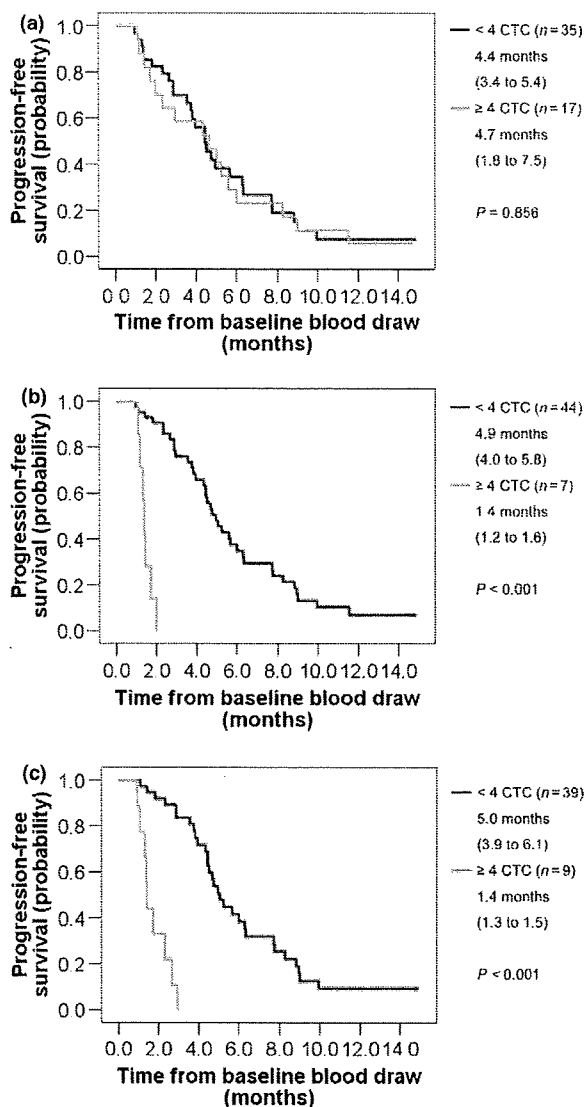 (a)
Progression-free
survival (probability)
1.0
0.8
0.6
0.4
0.2
0.0
0.0 2.0 4.0 6.0 8.0 10.0 12.0 14.0
Time from baseline blood draw
(months)
< 4 CTC (n=35)
4.4 months
(3.4 to 5.4)
≥ 4 CTC (n=17)
4.7 months
(1.8 to 7.5)
P = 0.856
(b)
Progression-free
survival (probability)
1.0
0.8
0.6
0.4
0.2
0.0
0.0 2.0 4.0 6.0 8.0 10.0 12.0 14.0
Time from baseline blood draw
(months)
< 4 CTC (n=44)
4.9 months
(4.0 to 5.8)
≥ 4 CTC (n=7)
1.4 months
(1.2 to 1.6)
P < 0.001
(c)
Progression-free
survival (probability)
1.0
0.8
0.6
0.4
0.2
0.0
0.0 2.0 4.0 6.0 8.0 10.0 12.0 14.0
Time from baseline blood draw
(months)
< 4 CTC (n=39)
5.0 months
(3.9 to 6.1)
≥ 4 CTC (n=9)
1.4 months
(1.3 to 1.5)
P < 0.001